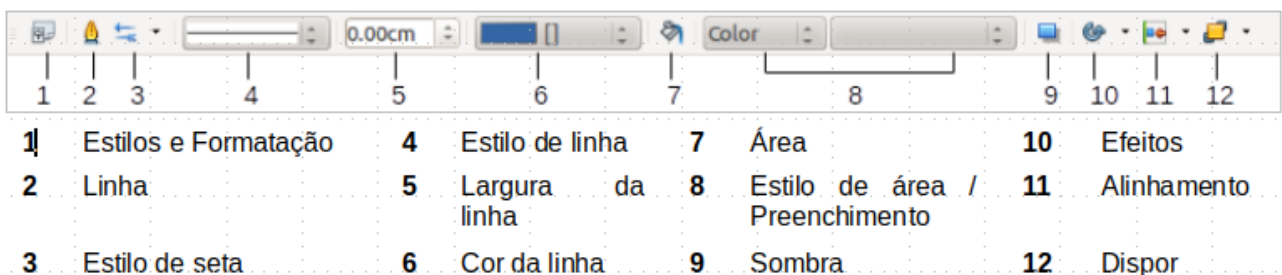 0.00cm [] Color
1 2 3 4 5 6 7 8 9 10 11 12
1 Estilos e Formatação 4 Estilo de linha 7 Área 10 Efeitos
2 Linha 5 Largura da 8 Estilo de área / 11 Alinhamento
linha Preenchimento
3 Estilo de seta 6 Cor da linha 9 Sombra 12 Dispor